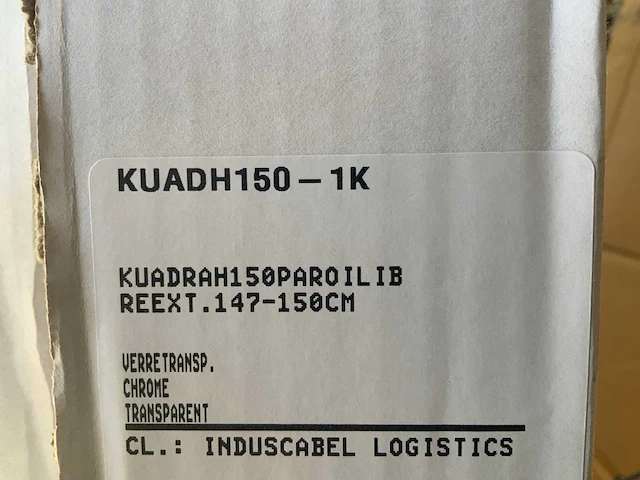 KUADH150 – 1K
KUADRAH150PAROILIB
REEXT.147-150CM
VERRETRANSP.
CHROME
TRANSPARENT
CL.: INDUSCABEL LOGISTICS